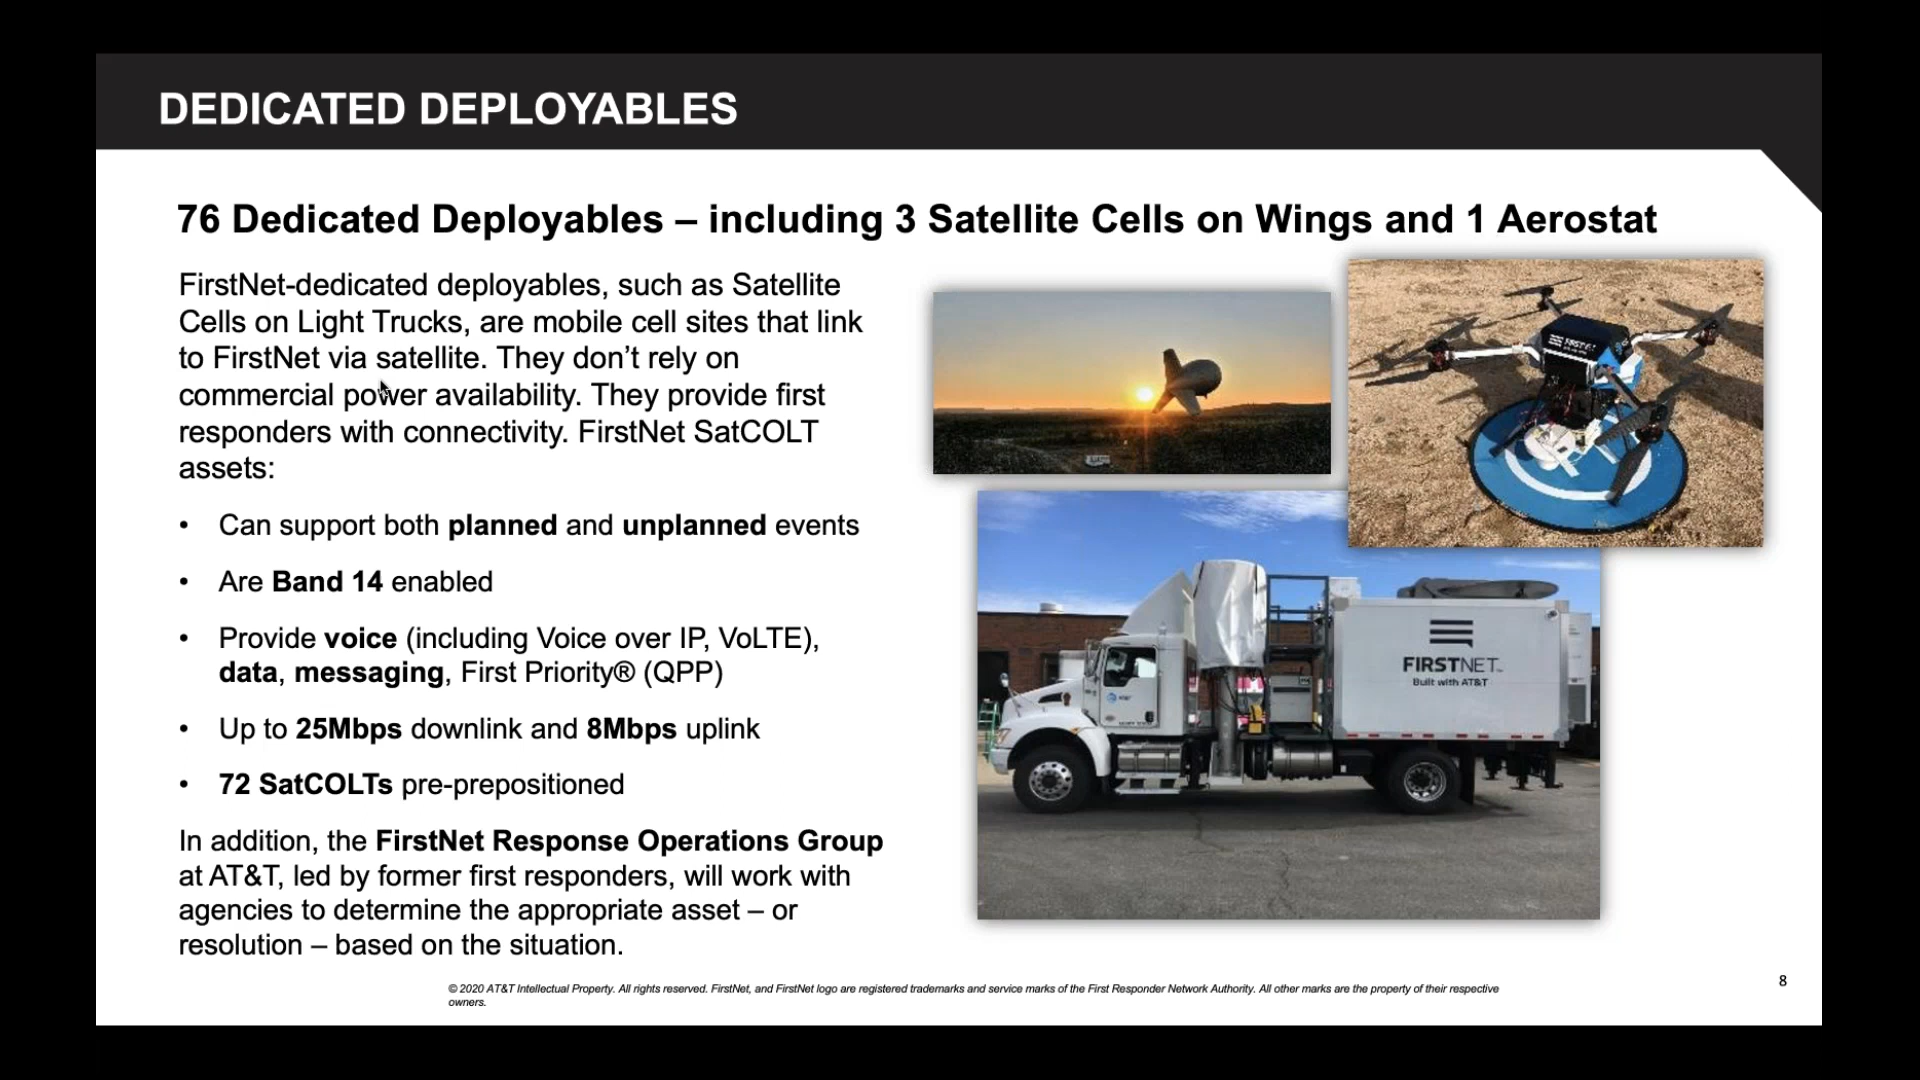 DEDICATED DEPLOYABLES
76 Dedicated Deployables – including 3 Satellite Cells on Wings and 1 Aerostat
FirstNet-dedicated deployables, such as Satellite
Cells on Light Trucks, are mobile cell sites that link
to FirstNet via satellite. They don’t rely on
commercial power availability. They provide first
responders with connectivity. FirstNet SatCOLT
assets:
• Can support both planned and unplanned events
• Are Band 14 enabled
• Provide voice (including Voice over IP, VoLTE),
data, messaging, First Priority® (QPP)
• Up to 25Mbps downlink and 8Mbps uplink
• 72 SatCOLTs pre-prepositioned
In addition, the FirstNet Response Operations Group
at AT&T, led by former first responders, will work with
agencies to determine the appropriate asset – or
resolution – based on the situation.
FIRSTNET™
Built with AT&T
© 2020 AT&T Intellectual Property. All rights reserved. FirstNet, and FirstNet logo are registered trademarks and service marks of the First Responder Network Authority. All other marks are the property of their respective
owners.
8